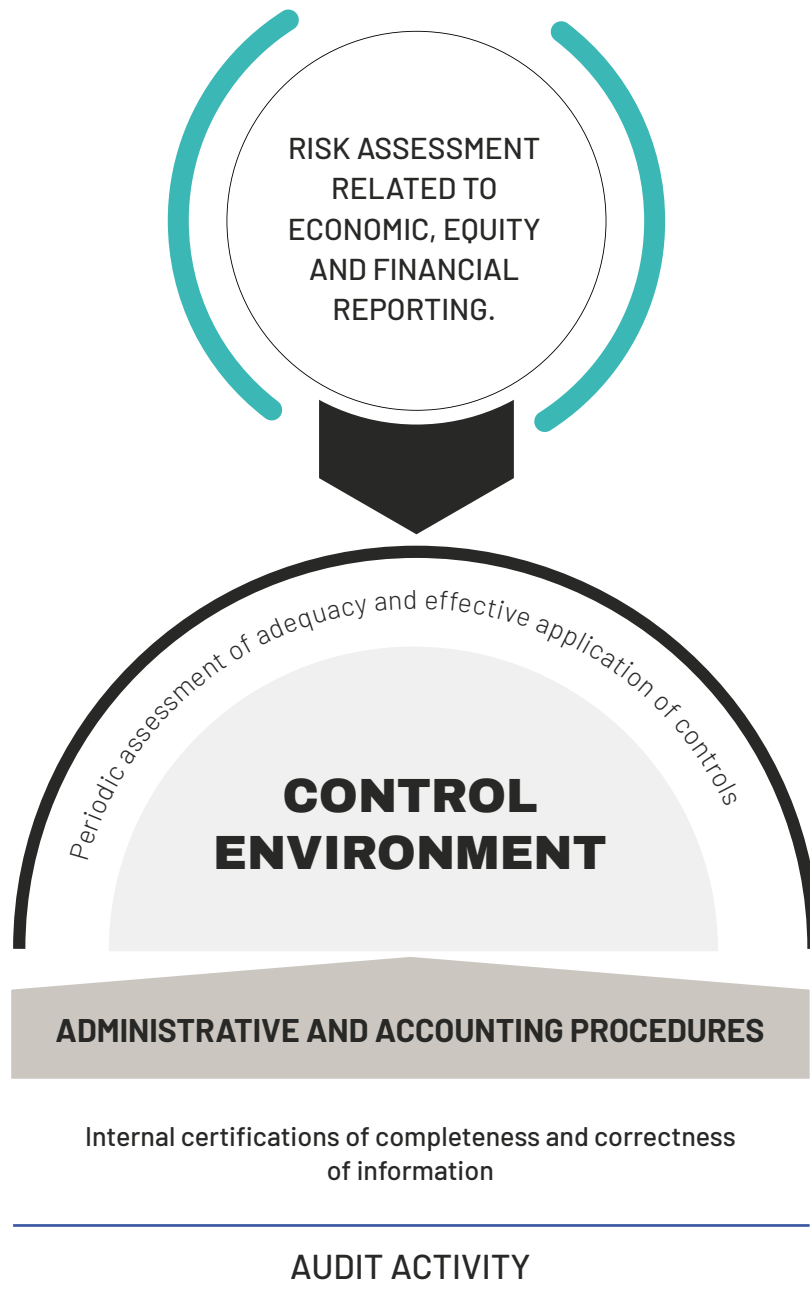 RISK ASSESSMENT
RELATED TO
ECONOMIC, EQUITY
AND FINANCIAL
REPORTING.
Periodic assessment of adequacy and effective application of controls
CONTROL
ENVIRONMENT
ADMINISTRATIVE AND ACCOUNTING PROCEDURES
Internal certifications of completeness and correctness
of information
AUDIT ACTIVITY